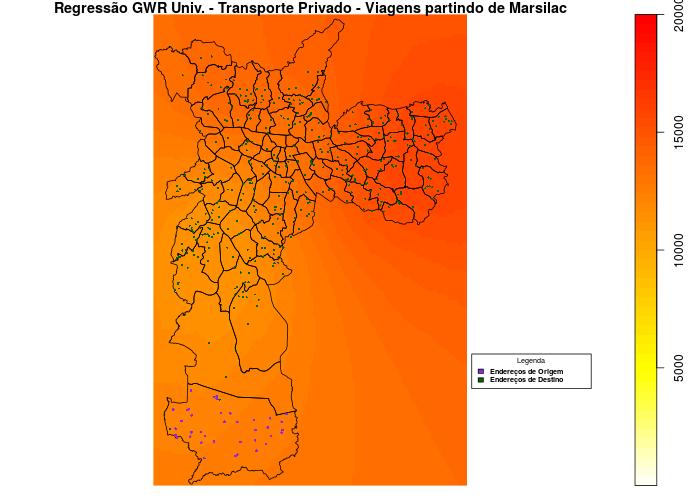 Regressão GWR Univ. - Transporte Privado - Viagens partindo de Marsilac
20000
15000
10000
5000
Legenda
Endereços de Origem
Endereços de Destino